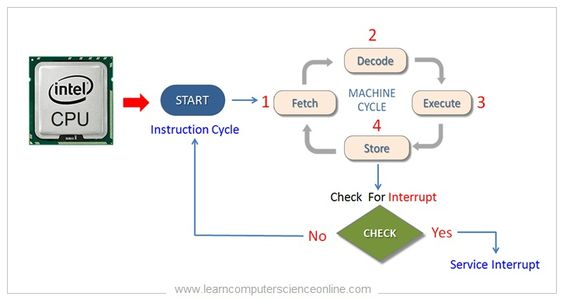 2
Decode
intel
CPU
START
1
Fetch
MACHINE
CYCLE
Execute
3
Instruction Cycle
4
Store
Check For Interrupt
No
CHECK
Yes
Service Interrupt
www.learncomputerscienceonline.com